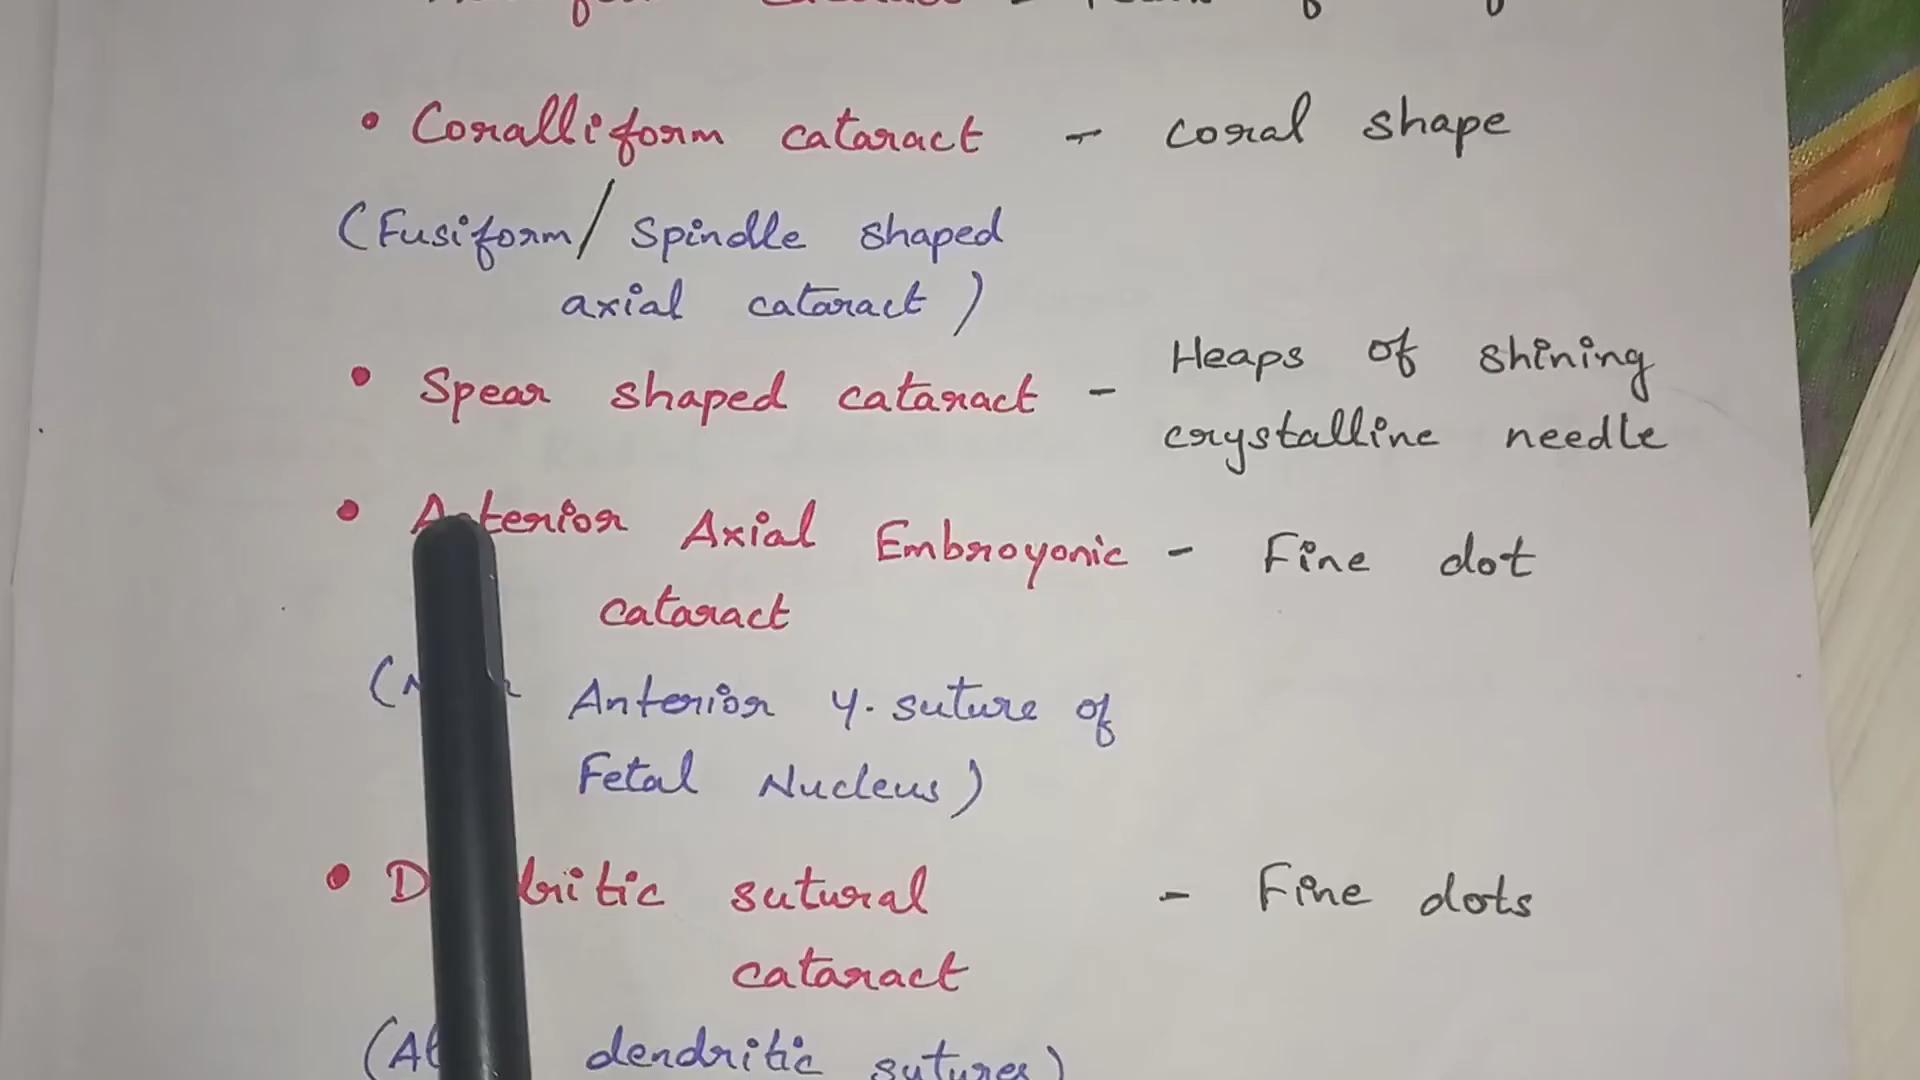 • Coralliform cataract - coral shape
(Fusiform/ Spindle shaped
axial cataract)
• Spear shaped cataract - Heaps of shining
crystalline needle
• Anterior Axial Embroyonic - Fine dot
cataract
Anterior Y. suture of
Fetal Nucleus)
• sutural - Fine dots
cataract
dendritic sutures)